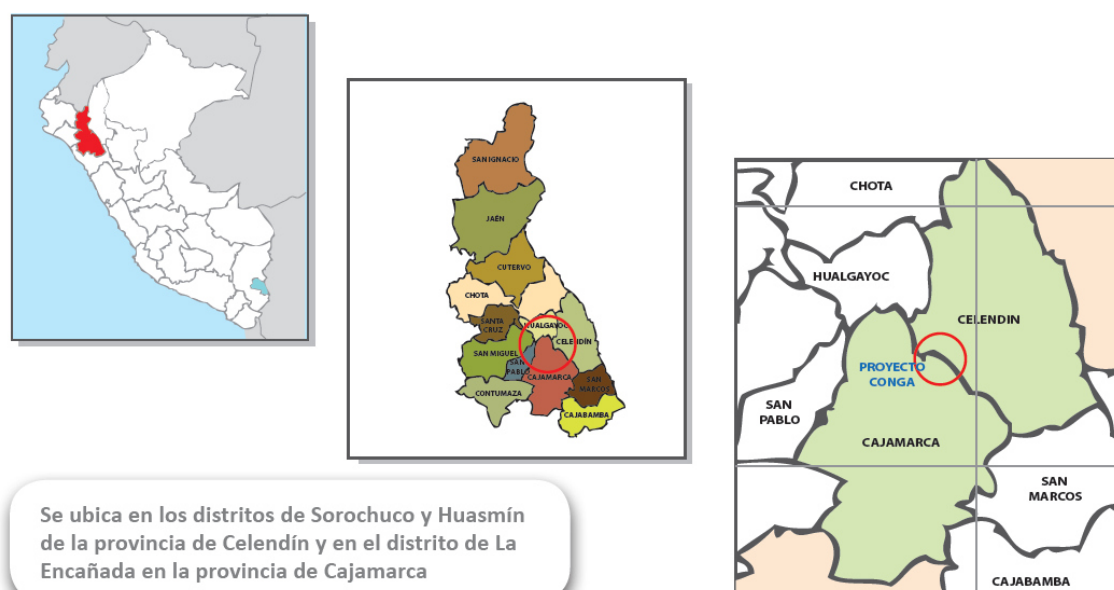 SAN IGNACIO
JAÉN
CUTERVO
CHOTA
SANTA
CRUZ
HUALGAYOC
CELENDÍN
SAN MIGUEL
SAN
PABLO
CAJAMARCA
SAN
MARCOS
CONTUMAZA
CAJABAMBA
CHOTA
HUALGAYOC
CELENDIN
PROYECTO
CONGA
SAN
PABLO
CAJAMARCA
SAN
MARCOS
CAJABAMBA
Se ubica en los distritos de Sorochuco y Huasmín
de la provincia de Celendín y en el distrito de La
Encañada en la provincia de Cajamarca